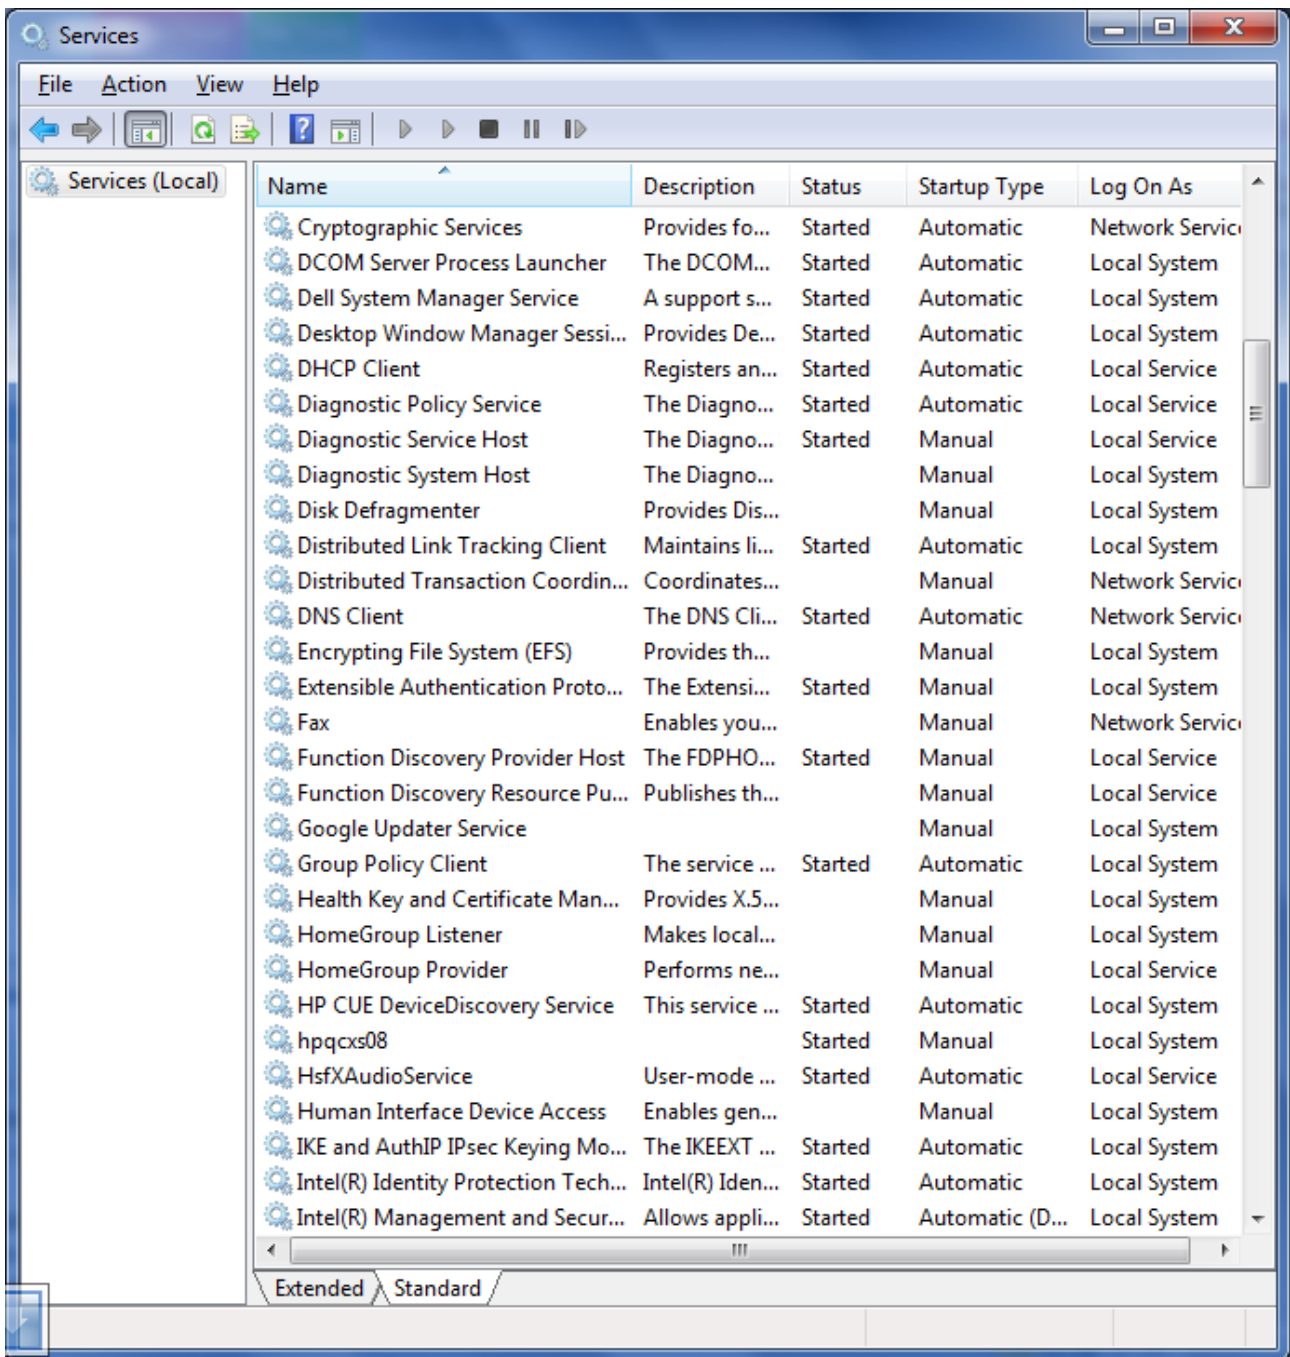 Services
File Action View Help
Services (Local)
Name Description Status Startup Type Log On As
Cryptographic Services Provides fo... Started Automatic Network Servic
DCOM Server Process Launcher The DCOM... Started Automatic Local System
Dell System Manager Service A support s... Started Automatic Local System
Desktop Window Manager Sessi... Provides De... Started Automatic Local System
DHCP Client Registers an... Started Automatic Local Service
Diagnostic Policy Service The Diagno... Started Automatic Local Service
Diagnostic Service Host The Diagno... Started Manual Local Service
Diagnostic System Host The Diagno... Manual Local System
Disk Defragmenter Provides Dis... Manual Local System
Distributed Link Tracking Client Maintains li... Started Automatic Local System
Distributed Transaction Coordin... Coordinates... Manual Network Servic
DNS Client The DNS Cli... Started Automatic Network Servic
Encrypting File System (EFS) Provides th... Manual Local System
Extensible Authentication Proto... The Extensi... Started Manual Local System
Fax Enables you... Manual Network Servic
Function Discovery Provider Host The FDPHO... Started Manual Local Service
Function Discovery Resource Pu... Publishes th... Manual Local Service
Google Updater Service Manual Local System
Group Policy Client The service ... Started Automatic Local System
Health Key and Certificate Man... Provides X.5... Manual Local System
HomeGroup Listener Makes local... Manual Local System
HomeGroup Provider Performs ne... Manual Local Service
HP CUE DeviceDiscovery Service This service ... Started Automatic Local System
hpqcxs08 Started Manual Local System
HsfXAudioService User-mode ... Started Automatic Local Service
Human Interface Device Access Enables gen... Manual Local System
IKE and AuthIP IPsec Keying Mo... The IKEEXT ... Started Automatic Local System
Intel(R) Identity Protection Tech... Intel(R) Iden... Started Automatic Local System
Intel(R) Management and Secur... Allows appli... Started Automatic (D... Local System
Extended Standard